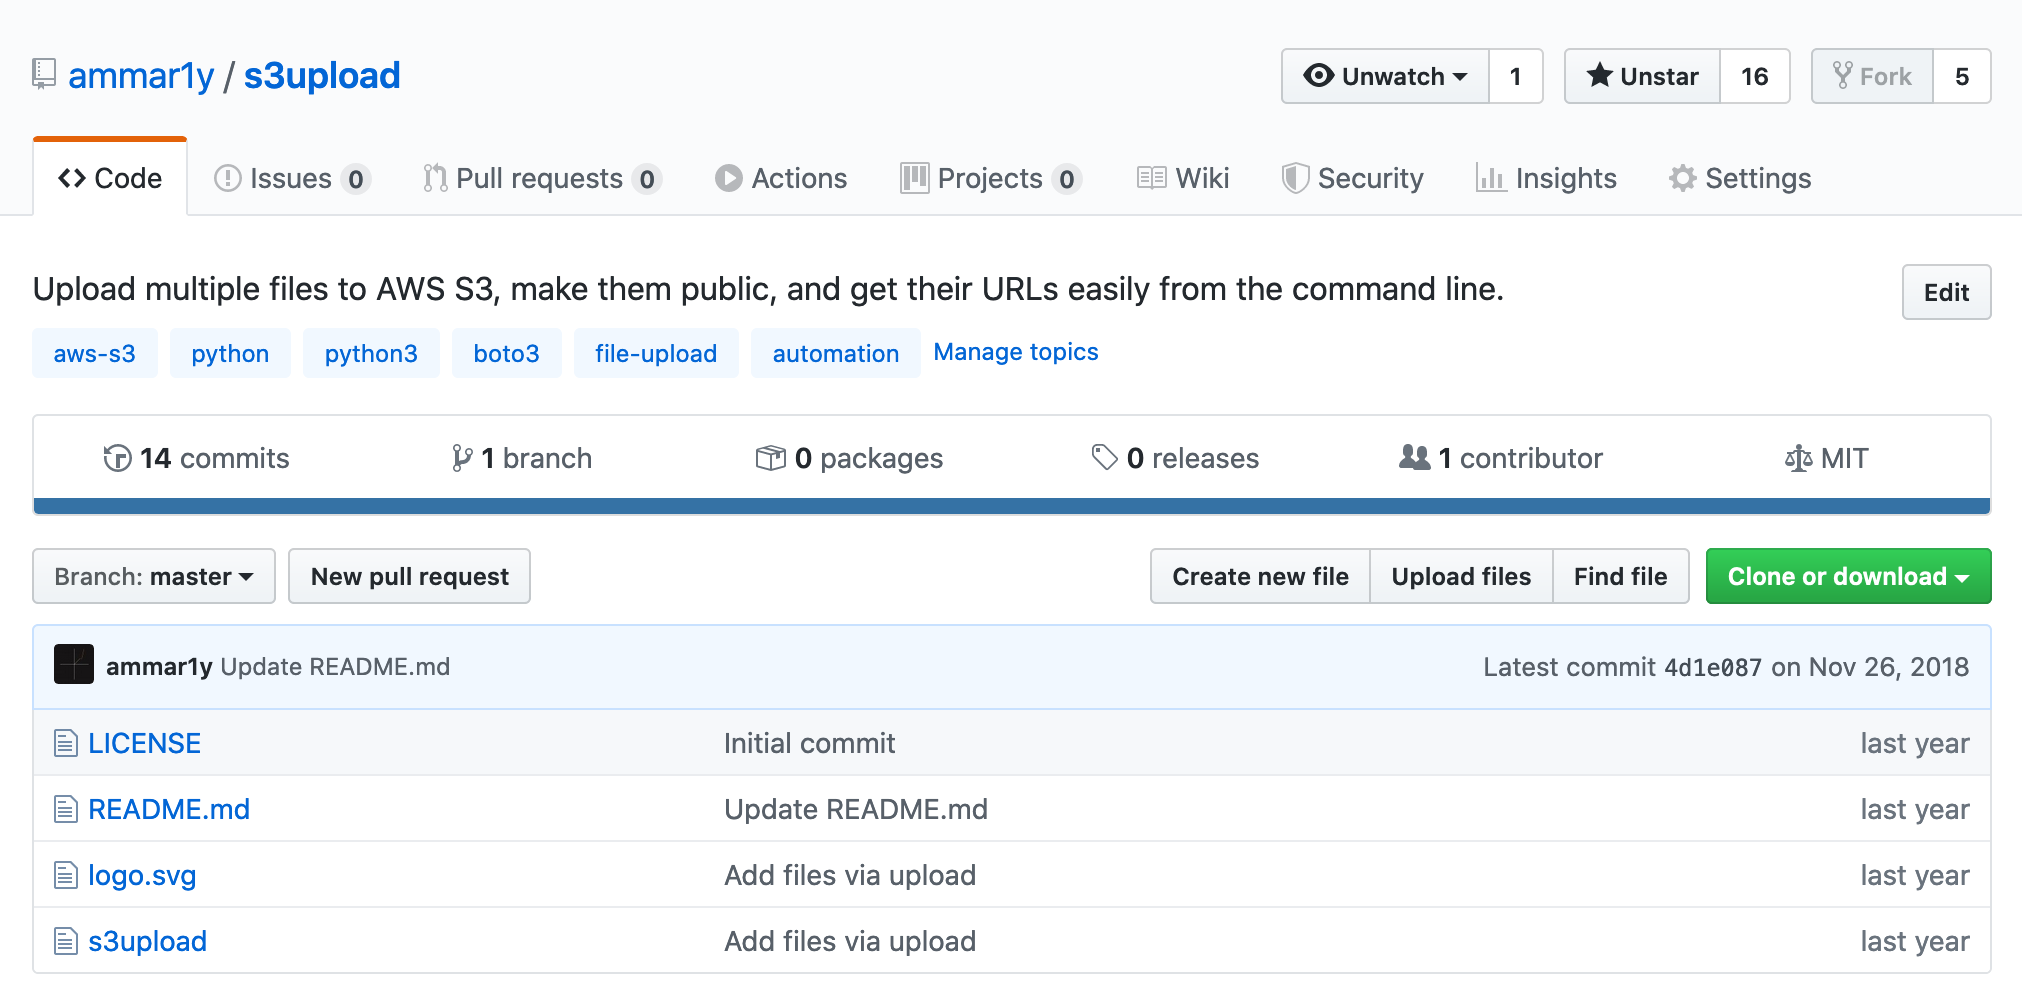 ammar1y / s3upload
Unwatch 1 Unstar 16 Fork 5
Code Issues 0 Pull requests 0 Actions Projects 0 Wiki Security Insights Settings
Upload multiple files to AWS S3, make them public, and get their URLs easily from the command line.
Edit
aws-s3 python python3 boto3 file-upload automation Manage topics
14 commits 1 branch 0 packages 0 releases 1 contributor MIT
Branch: master New pull request Create new file Upload files Find file Clone or download
ammar1y Update README.md Latest commit 4d1e087 on Nov 26, 2018
LICENSE Initial commit last year
README.md Update README.md last year
logo.svg Add files via upload last year
s3upload Add files via upload last year